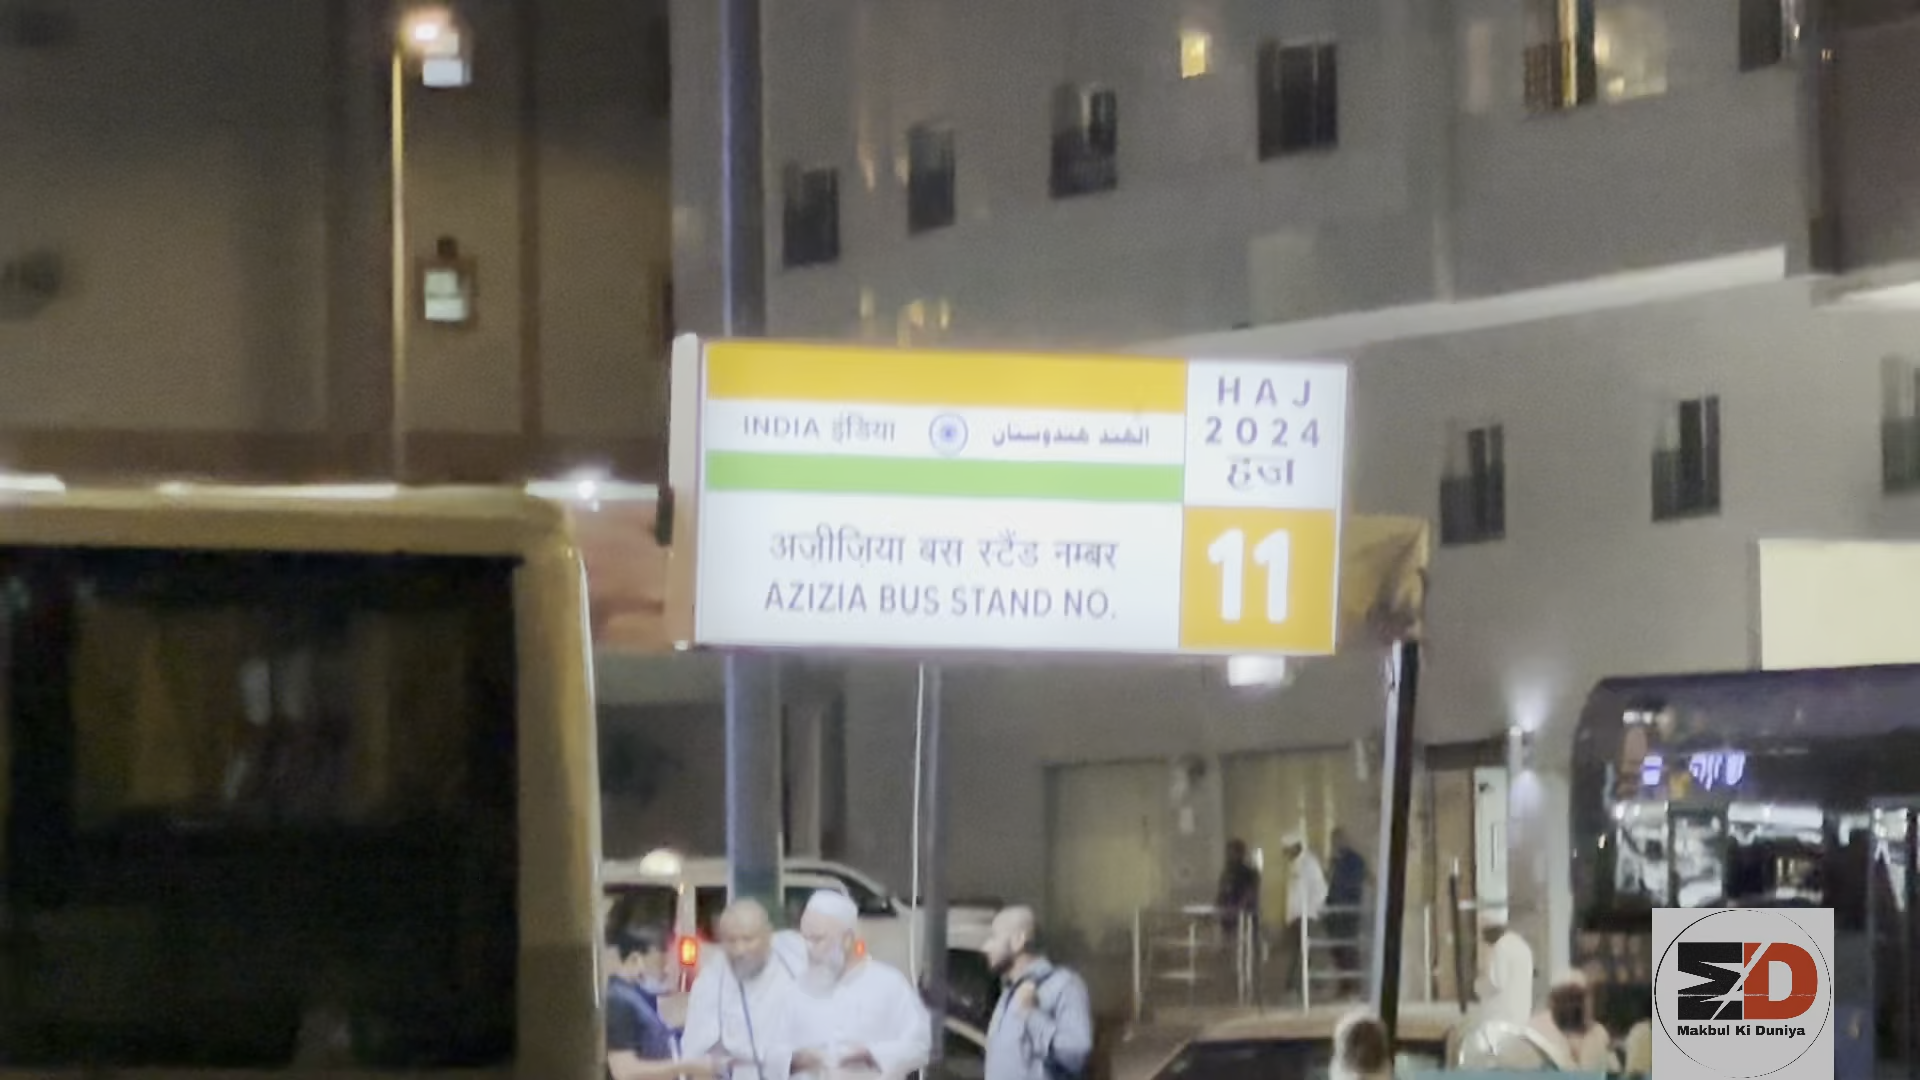 INDIA इंडिया الهند هندوستان
HAJ
2024
हज
अज़ीज़िया बस स्टैंड नम्बर
AZIZIA BUS STAND NO.
11
Makbul Ki Duniya